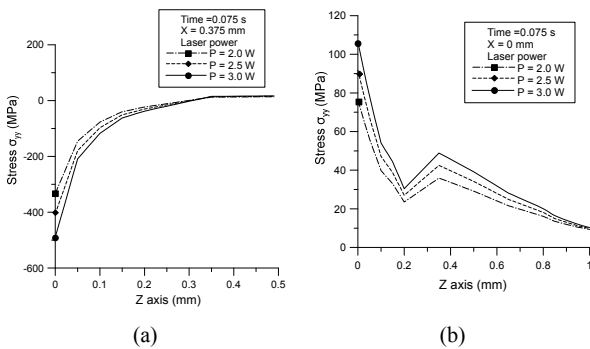 Time =0.075 s
X = 0.375 mm
Laser power
P = 2.0 W
P = 2.5 W
P = 3.0 W
200
0
-200
-400
-600
Stress σyy (MPa)
0
0.1
0.2
0.3
0.4
0.5
Z axis (mm)
(a)
Time =0.075 s
X = 0 mm
Laser power
P = 2.0 W
P = 2.5 W
P = 3.0 W
120
100
80
60
40
20
0
Stress σyy (MPa)
0
0.2
0.4
0.6
0.8
1
Z axis (mm)
(b)